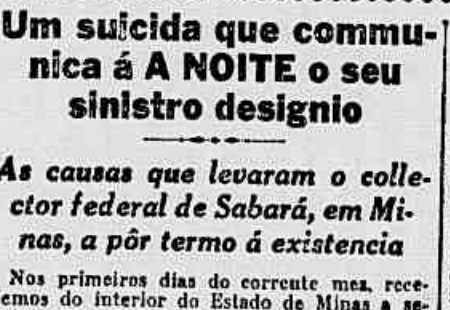 Um suicida que commu-
nica á A NOITE o seu
sinistro designio
As causas que levaram o colle-
ctor federal de Sabará, em Mi-
nas, a pôr termo á existencia
Nos primeiros dias do corrente mez, rece-
emos do interior do Estado de Minas a se-